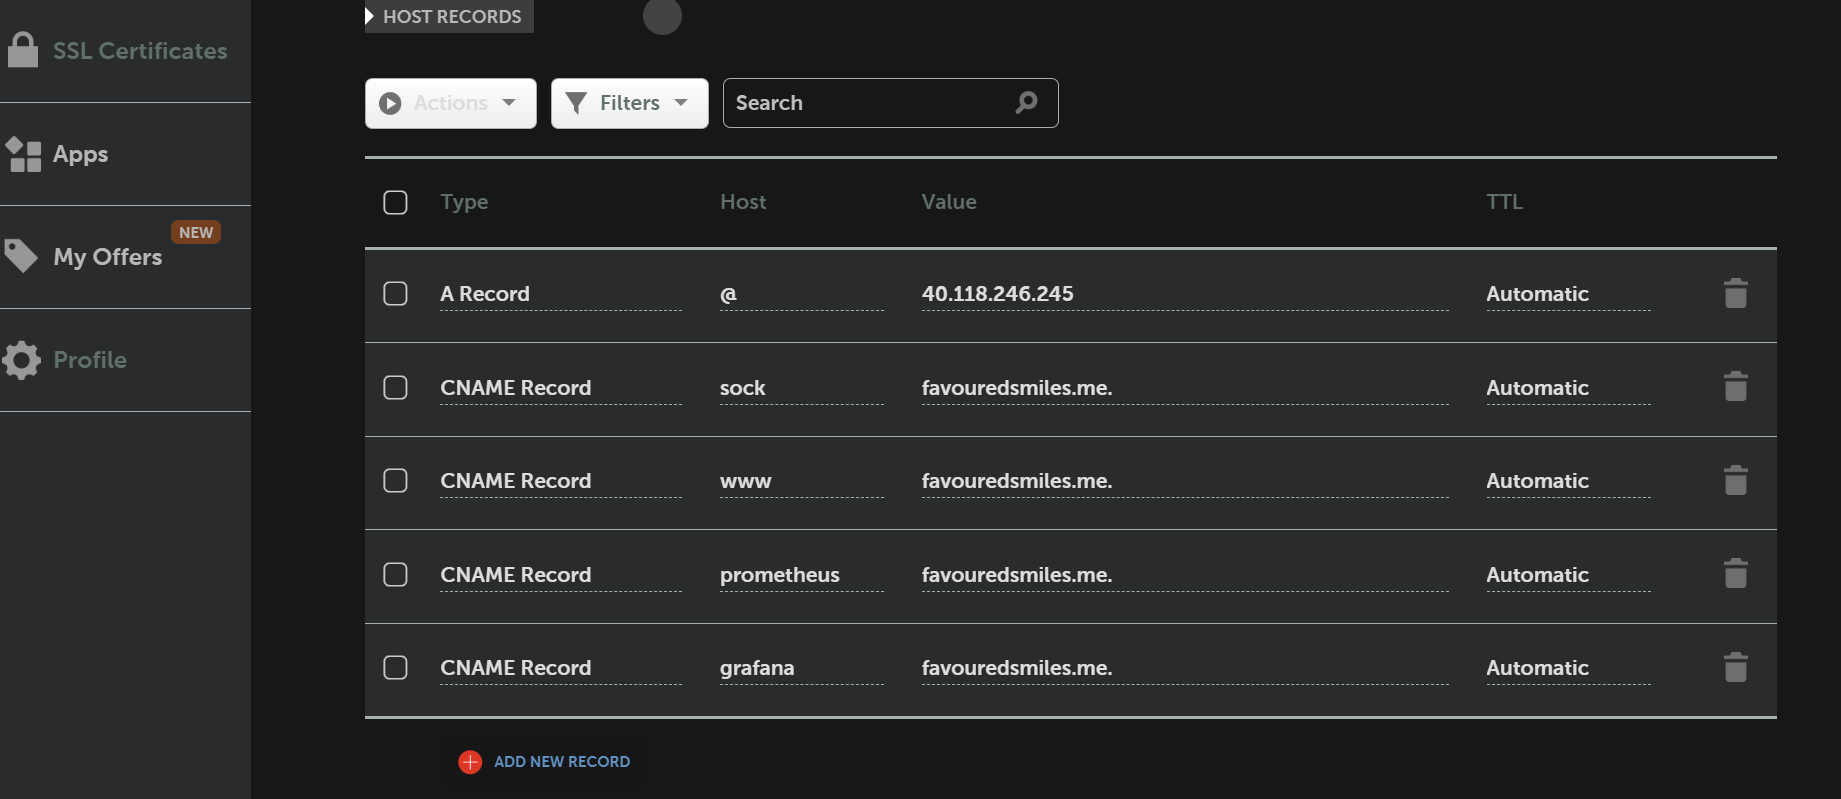 HOST RECORDS
SSL Certificates
Apps
NEW
My Offers
Profile
Actions
Filters
Search
Type Host Value TTL
A Record @ 40.118.246.245 Automatic
CNAME Record sock favouredsmiles.me. Automatic
CNAME Record www favouredsmiles.me. Automatic
CNAME Record prometheus favouredsmiles.me. Automatic
CNAME Record grafana favouredsmiles.me. Automatic
ADD NEW RECORD